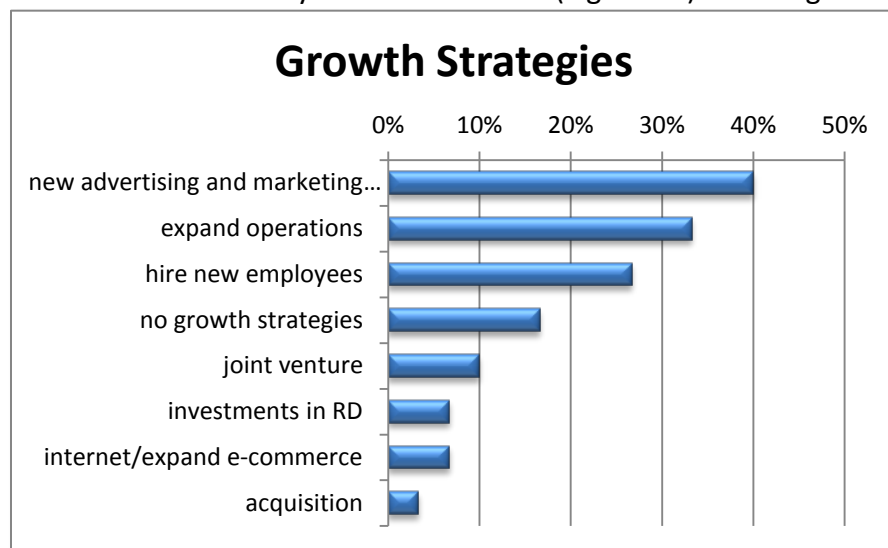 Growth Strategies
0% 10% 20% 30% 40% 50%
new advertising and marketing...
expand operations
hire new employees
no growth strategies
joint venture
investments in RD
internet/expand e-commerce
acquisition